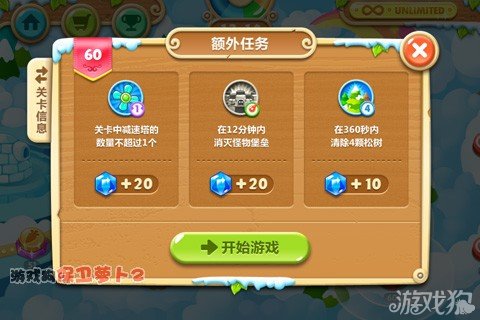 UNLIMITED
额外任务
60
关卡信息
1
4
关卡中减速塔的
数量不超过1个
在12分钟内
消灭怪物堡垒
在360秒内
清除4颗松树
+20
+20
+10
开始游戏
游戏狗保卫萝卜2
游戏狗